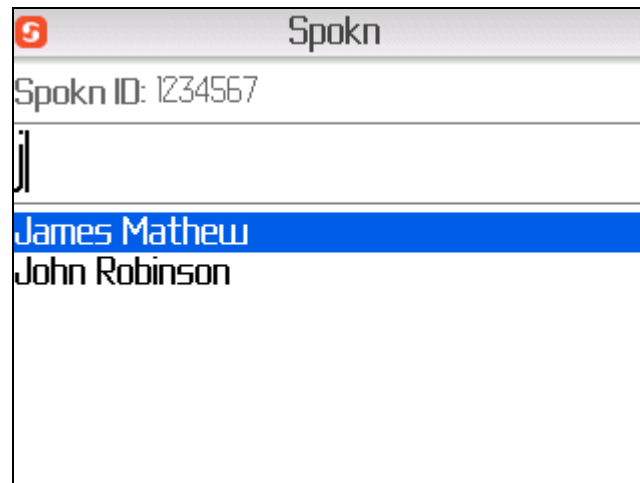 Spokn
Spokn ID: 1234567
j
James Mathew
John Robinson